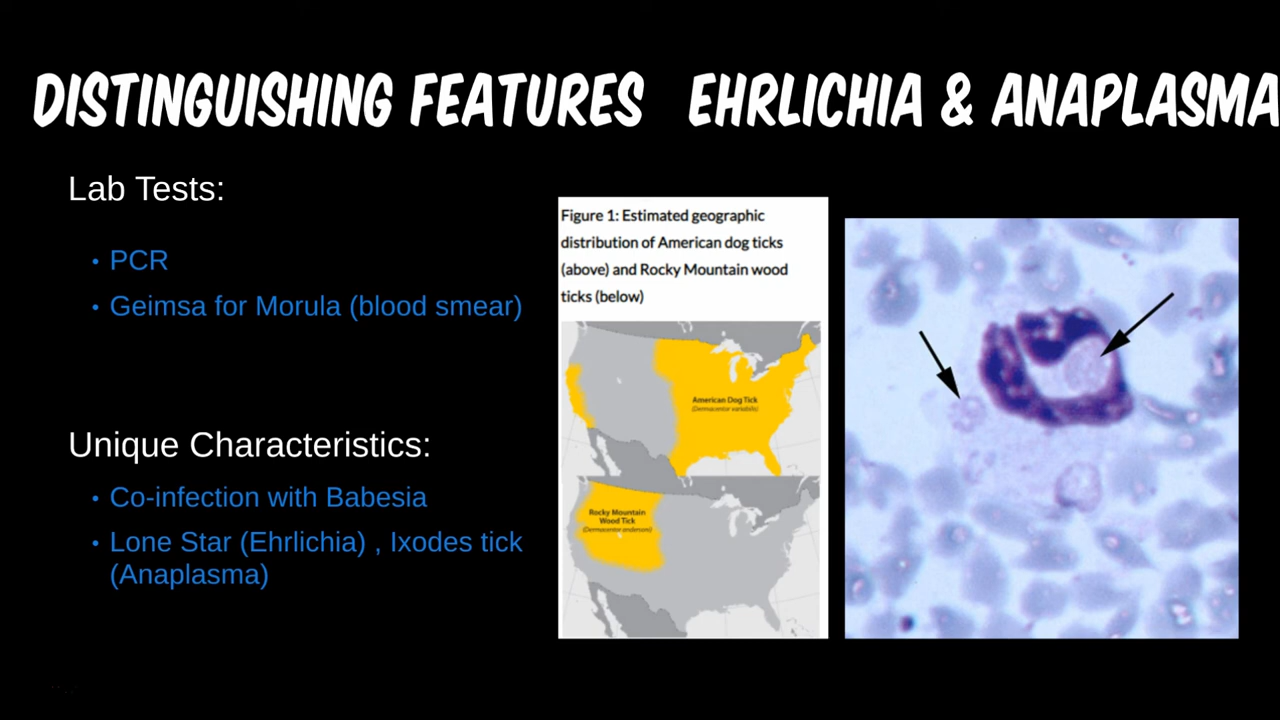 DISTINGUISHING FEATURES EHRLICHIA & ANAPLASMA
Lab Tests:
• PCR
• Geimsa for Morula (blood smear)
Unique Characteristics:
• Co-infection with Babesia
• Lone Star (Ehrlichia) , Ixodes tick
(Anaplasma)
Figure 1: Estimated geographic
distribution of American dog ticks
(above) and Rocky Mountain wood
ticks (below)
American Dog Tick
(Dermacentor variabilis)
Rocky Mountain
Wood Tick
(Dermacentor andersoni)